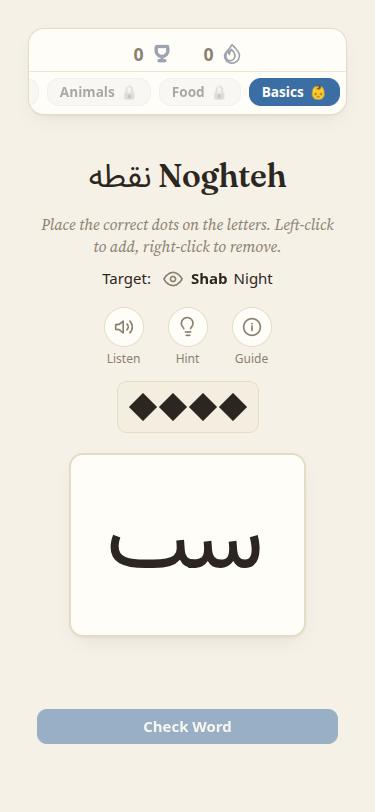 0 🏆 0 🔥
Animals 🔒 Food 🔒 Basics 👶
نقطه Noghteh
Place the correct dots on the letters. Left-click
to add, right-click to remove.
Target: Shab Night
Listen Hint Guide
◆◆◆◆
سٮ
Check Word